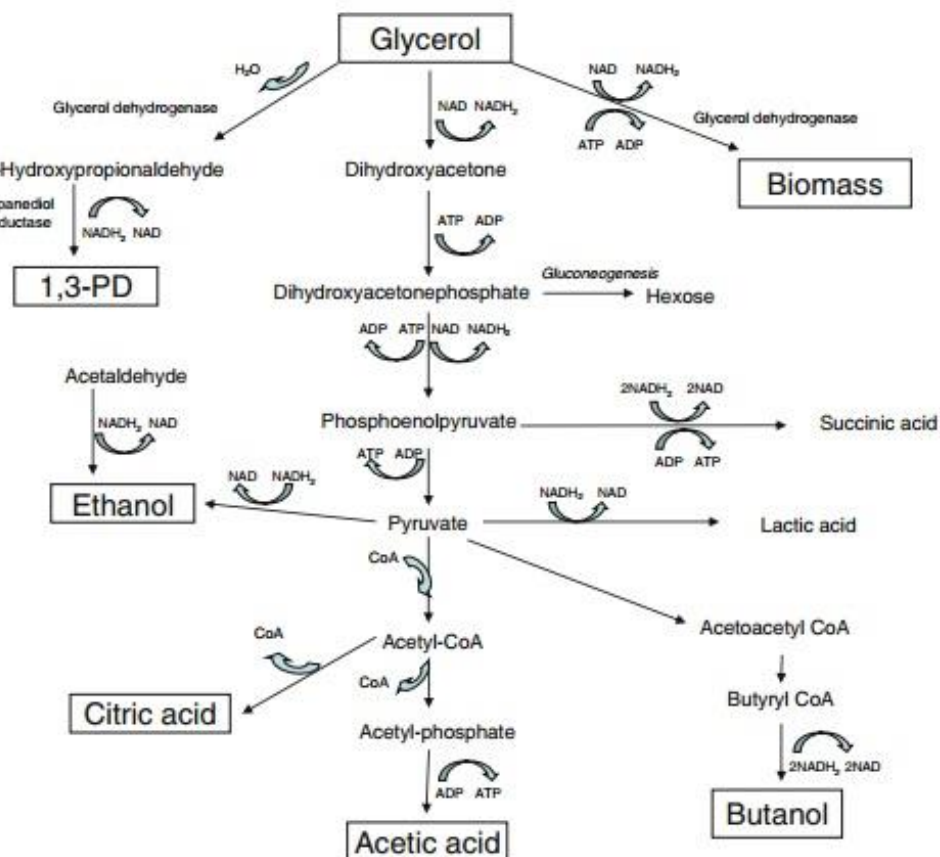 Glycerol
H₂O
NAD NADH₂
Glycerol dehydrogenase
NAD NADH₂
Glycerol dehydrogenase
ATP ADP
Hydroxypropionaldehyde
Dihydroxyacetone
Biomass
panediol
ductase
NADH₂ NAD
ATP ADP
1,3-PD
Gluconeogenesis
Dihydroxyacetonephosphate
Hexose
ADP ATP NAD NADH₂
Acetaldehyde
2NADH₂ 2NAD
NADH₂ NAD
Phosphoenolpyruvate
Succinic acid
ATP ADP
ADP ATP
NAD NADH₂
NADH₂ NAD
Ethanol
Pyruvate
Lactic acid
CoA
CoA
Acetyl-CoA
Acetoacetyl CoA
CoA
Butyryl CoA
Citric acid
Acetyl-phosphate
2NADH₂ 2NAD
ADP ATP
Butanol
Acetic acid